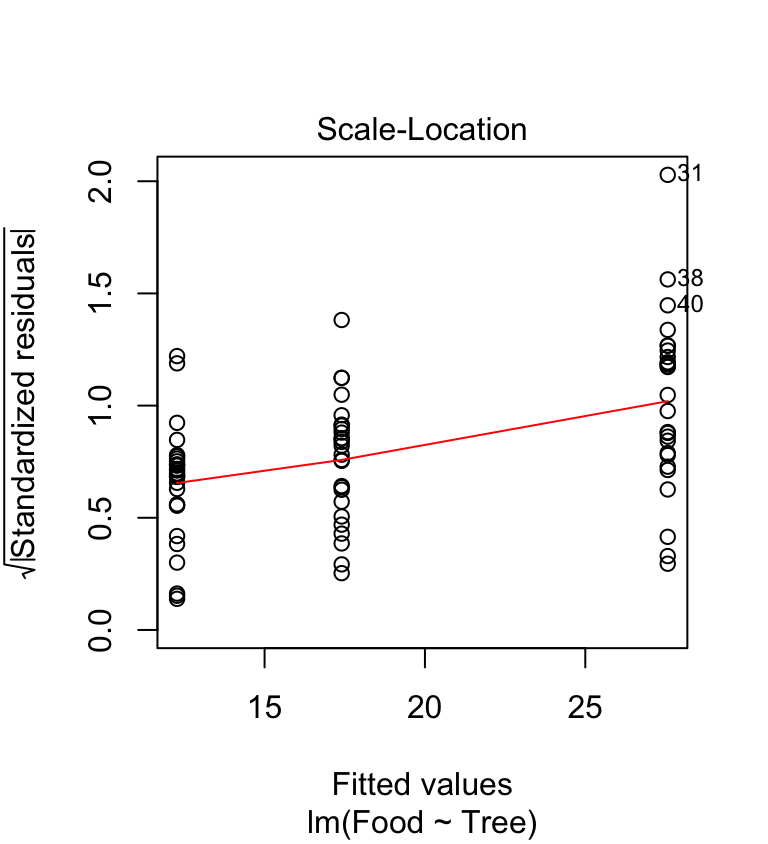 Scale-Location
√|Standardized residuals|
2.0
1.5
1.0
0.5
0.0
31
38
40
15 20 25
Fitted values
lm(Food ~ Tree)